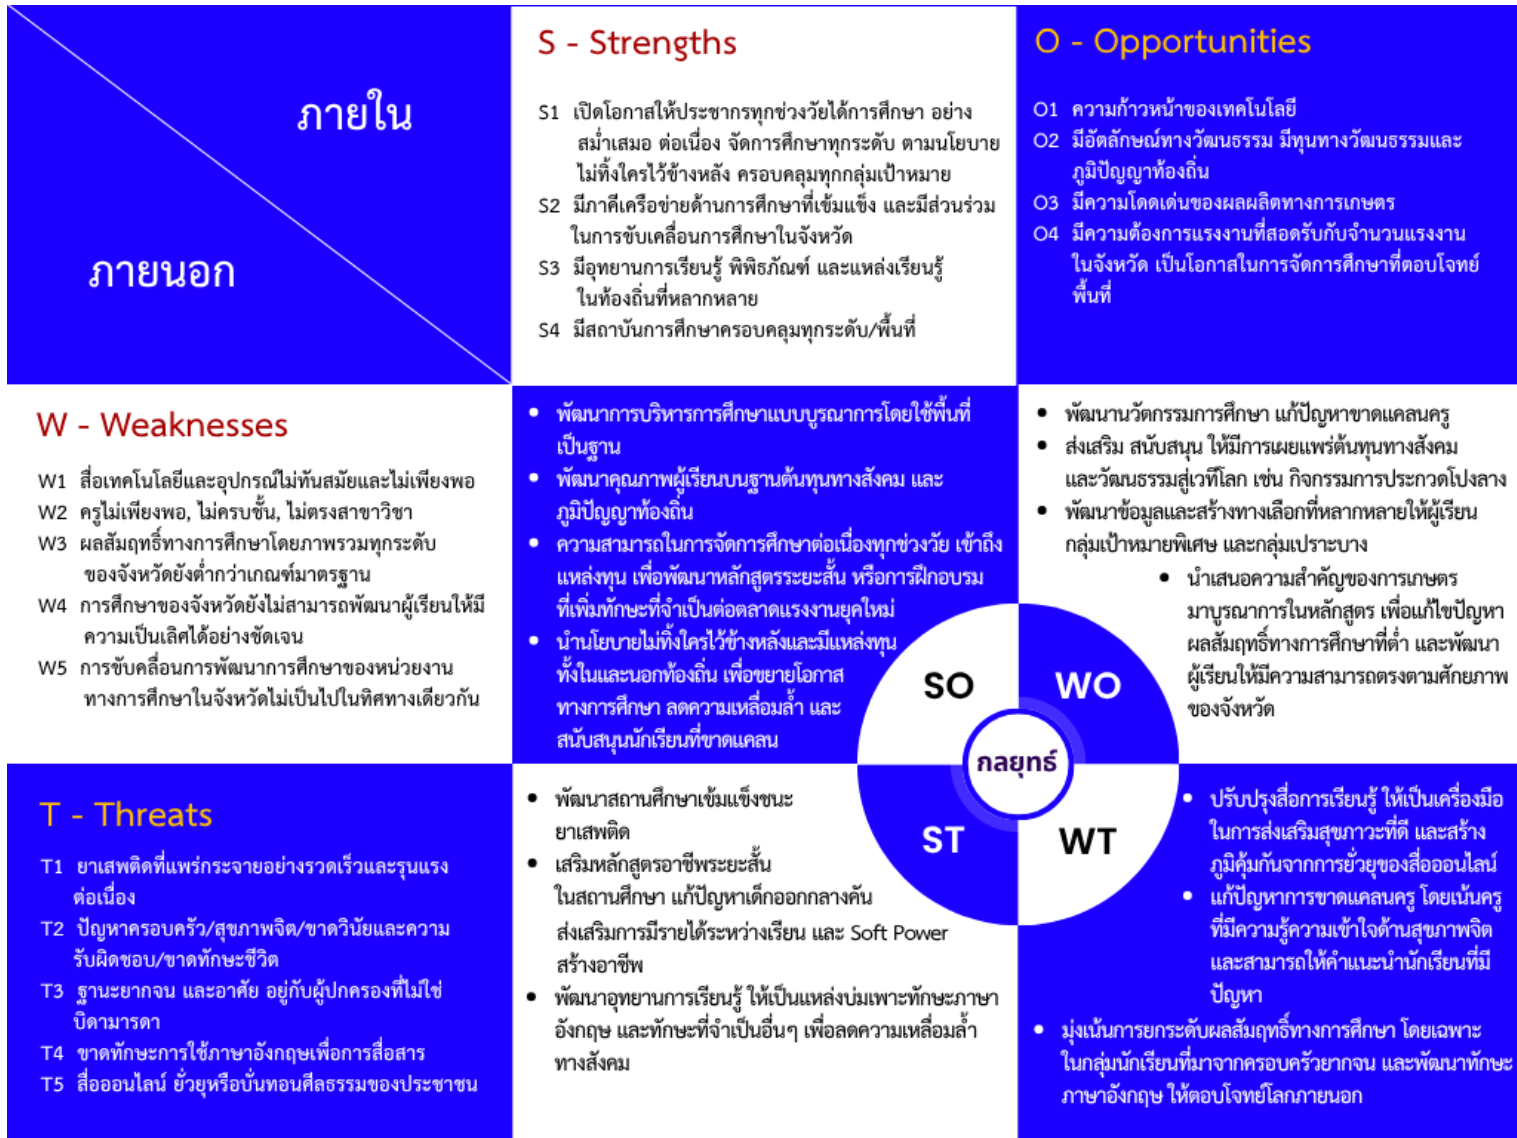 ภายใน
ภายนอก
S - Strengths
S1 เปิดโอกาสให้ประชากรทุกช่วงวัยได้การศึกษา อย่าง
สม่ำเสมอ ต่อเนื่อง จัดการศึกษาทุกระดับ ตามนโยบาย
ไม่ทิ้งใครไว้ข้างหลัง ครอบคลุมทุกกลุ่มเป้าหมาย
S2 มีภาคีเครือข่ายด้านการศึกษาที่เข้มแข็ง และมีส่วนร่วม
ในการขับเคลื่อนการศึกษาในจังหวัด
S3 มีอุทยานการเรียนรู้ พิพิธภัณฑ์ และแหล่งเรียนรู้
ในท้องถิ่นที่หลากหลาย
S4 มีสถาบันการศึกษาครอบคลุมทุกระดับ/พื้นที่
O - Opportunities
O1 ความก้าวหน้าของเทคโนโลยี
O2 มีอัตลักษณ์ทางวัฒนธรรม มีทุนทางวัฒนธรรมและ
ภูมิปัญญาท้องถิ่น
O3 มีความโดดเด่นของผลผลิตทางการเกษตร
O4 มีความต้องการแรงงานที่สอดรับกับจำนวนแรงงาน
ในจังหวัด เป็นโอกาสในการจัดการศึกษาที่ตอบโจทย์
พื้นที่
W - Weaknesses
W1 สื่อเทคโนโลยีและอุปกรณ์ไม่ทันสมัยและไม่เพียงพอ
W2 ครูไม่เพียงพอ, ไม่ครบชั้น, ไม่ตรงสาขาวิชา
W3 ผลสัมฤทธิ์ทางการศึกษาโดยภาพรวมทุกระดับ
ของจังหวัดยังต่ำกว่าเกณฑ์มาตรฐาน
W4 การศึกษาของจังหวัดยังไม่สามารถพัฒนาผู้เรียนให้มี
ความเป็นเลิศได้อย่างชัดเจน
W5 การขับคลื่อนการพัฒนาการศึกษาของหน่วยงาน
ทางการศึกษาในจังหวัดไม่เป็นไปในทิศทางเดียวกัน
• พัฒนาการบริหารการศึกษาแบบบูรณาการโดยใช้พื้นที่
เป็นฐาน
• พัฒนาคุณภาพผู้เรียนบนฐานต้นทุนทางสังคม และ
ภูมิปัญญาท้องถิ่น
• ความสามารถในการจัดการศึกษาต่อเนื่องทุกช่วงวัย เข้าถึง
แหล่งทุน เพื่อพัฒนาหลักสูตรระยะสั้น หรือการฝึกอบรม
ที่เพิ่มทักษะที่จำเป็นต่อตลาดแรงงานยุคใหม่
• นำนโยบายไม่ทิ้งใครไว้ข้างหลังและมีแหล่งทุน
ทั้งในและนอกท้องถิ่น เพื่อขยายโอกาส
ทางการศึกษา ลดความเหลื่อมล้ำ และ
สนับสนุนนักเรียนที่ขาดแคลน
• พัฒนานวัตกรรมการศึกษา แก้ปัญหาขาดแคลนครู
• ส่งเสริม สนับสนุน ให้มีการเผยแพร่ต้นทุนทางสังคม
และวัฒนธรรมสู่เวทีโลก เช่น กิจกรรมการประกวดโปงลาง
• พัฒนาข้อมูลและสร้างทางเลือกที่หลากหลายให้ผู้เรียน
กลุ่มเป้าหมายพิเศษ และกลุ่มเปราะบาง
• นำเสนอความสำคัญของการเกษตร
มาบูรณาการในหลักสูตร เพื่อแก้ไขปัญหา
ผลสัมฤทธิ์ทางการศึกษาที่ต่ำ และพัฒนา
ผู้เรียนให้มีความสามารถตรงตามศักยภาพ
ของจังหวัด
SO
WO
กลยุทธ์
ST
WT
T - Threats
T1 ยาเสพติดที่แพร่กระจายอย่างรวดเร็วและรุนแรง
ต่อเนื่อง
T2 ปัญหาครอบครัว/สุขภาพจิต/ขาดวินัยและความ
รับผิดชอบ/ขาดทักษะชีวิต
T3 ฐานะยากจน และอาศัย อยู่กับผู้ปกครองที่ไม่ใช่
บิดามารดา
T4 ขาดทักษะการใช้ภาษาอังกฤษเพื่อการสื่อสาร
T5 สื่อออนไลน์ ยั่วยุหรือบั่นทอนศีลธรรมของประชาชน
• พัฒนาสถานศึกษาเข้มแข็งชนะ
ยาเสพติด
• เสริมหลักสูตรอาชีพระยะสั้น
ในสถานศึกษา แก้ปัญหาเด็กออกกลางคัน
ส่งเสริมการมีรายได้ระหว่างเรียน และ Soft Power
สร้างอาชีพ
• พัฒนาอุทยานการเรียนรู้ ให้เป็นแหล่งบ่มเพาะทักษะภาษา
อังกฤษ และทักษะที่จำเป็นอื่นๆ เพื่อลดความเหลื่อมล้ำ
ทางสังคม
• ปรับปรุงสื่อการเรียนรู้ ให้เป็นเครื่องมือ
ในการส่งเสริมสุขภาวะที่ดี และสร้าง
ภูมิคุ้มกันจากการยั่วยุของสื่อออนไลน์
• แก้ปัญหาการขาดแคลนครู โดยเน้นครู
ที่มีความรู้ความเข้าใจด้านสุขภาพจิต
และสามารถให้คำแนะนำนักเรียนที่มี
ปัญหา
• มุ่งเน้นการยกระดับผลสัมฤทธิ์ทางการศึกษา โดยเฉพาะ
ในกลุ่มนักเรียนที่มาจากครอบครัวยากจน และพัฒนาทักษะ
ภาษาอังกฤษ ให้ตอบโจทย์โลกภายนอก